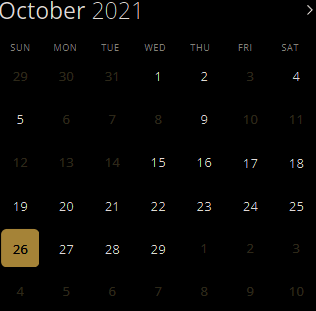 October 2021
SUN MON TUE WED THU FRI SAT
29 30 31 1 2 3 4
5 6 7 8 9 10 11
12 13 14 15 16 17 18
19 20 21 22 23 24 25
26 27 28 29 1 2 3
4 5 6 7 8 9 10